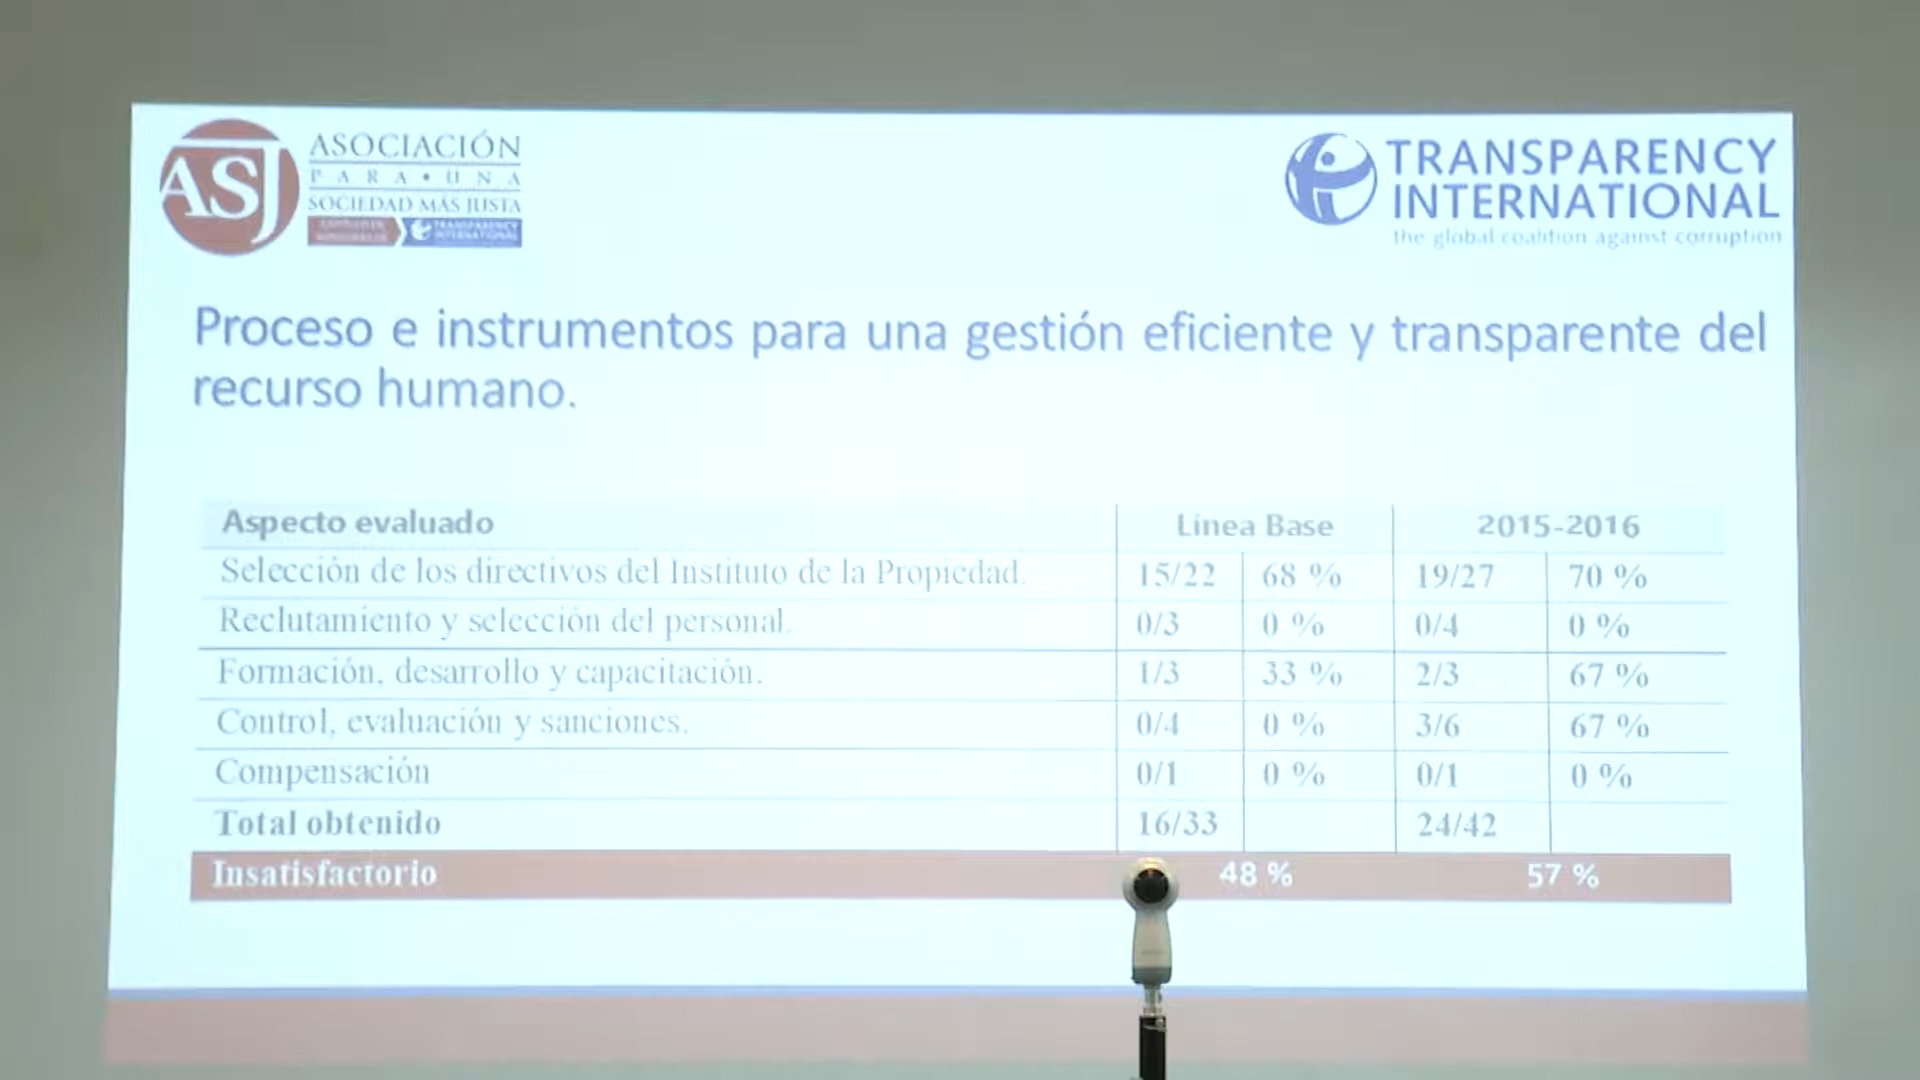 ASJ
ASOCIACIÓN
PARA • UNA
SOCIEDAD MÁS JUSTA
TRANSPARENCY
INTERNATIONAL
TRANSPARENCY
INTERNATIONAL
the global coalition against corruption
Proceso e instrumentos para una gestión eficiente y transparente del
recurso humano.
Aspecto evaluado Línea Base 2015-2016
Selección de los directivos del Instituto de la Propiedad. 15/22 68 % 19/27 70 %
Reclutamiento y selección del personal. 0/3 0 % 0/4 0 %
Formación, desarrollo y capacitación. 1/3 33 % 2/3 67 %
Control, evaluación y sanciones. 0/4 0 % 3/6 67 %
Compensación 0/1 0 % 0/1 0 %
Total obtenido 16/33 24/42
Insatisfactorio 48 % 57 %